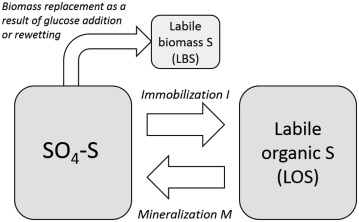 Biomass replacement as a
result of glucose addition
or rewetting
Labile
biomass S
(LBS)
Immobilization I
SO₄-S
Labile
organic S
(LOS)
Mineralization M